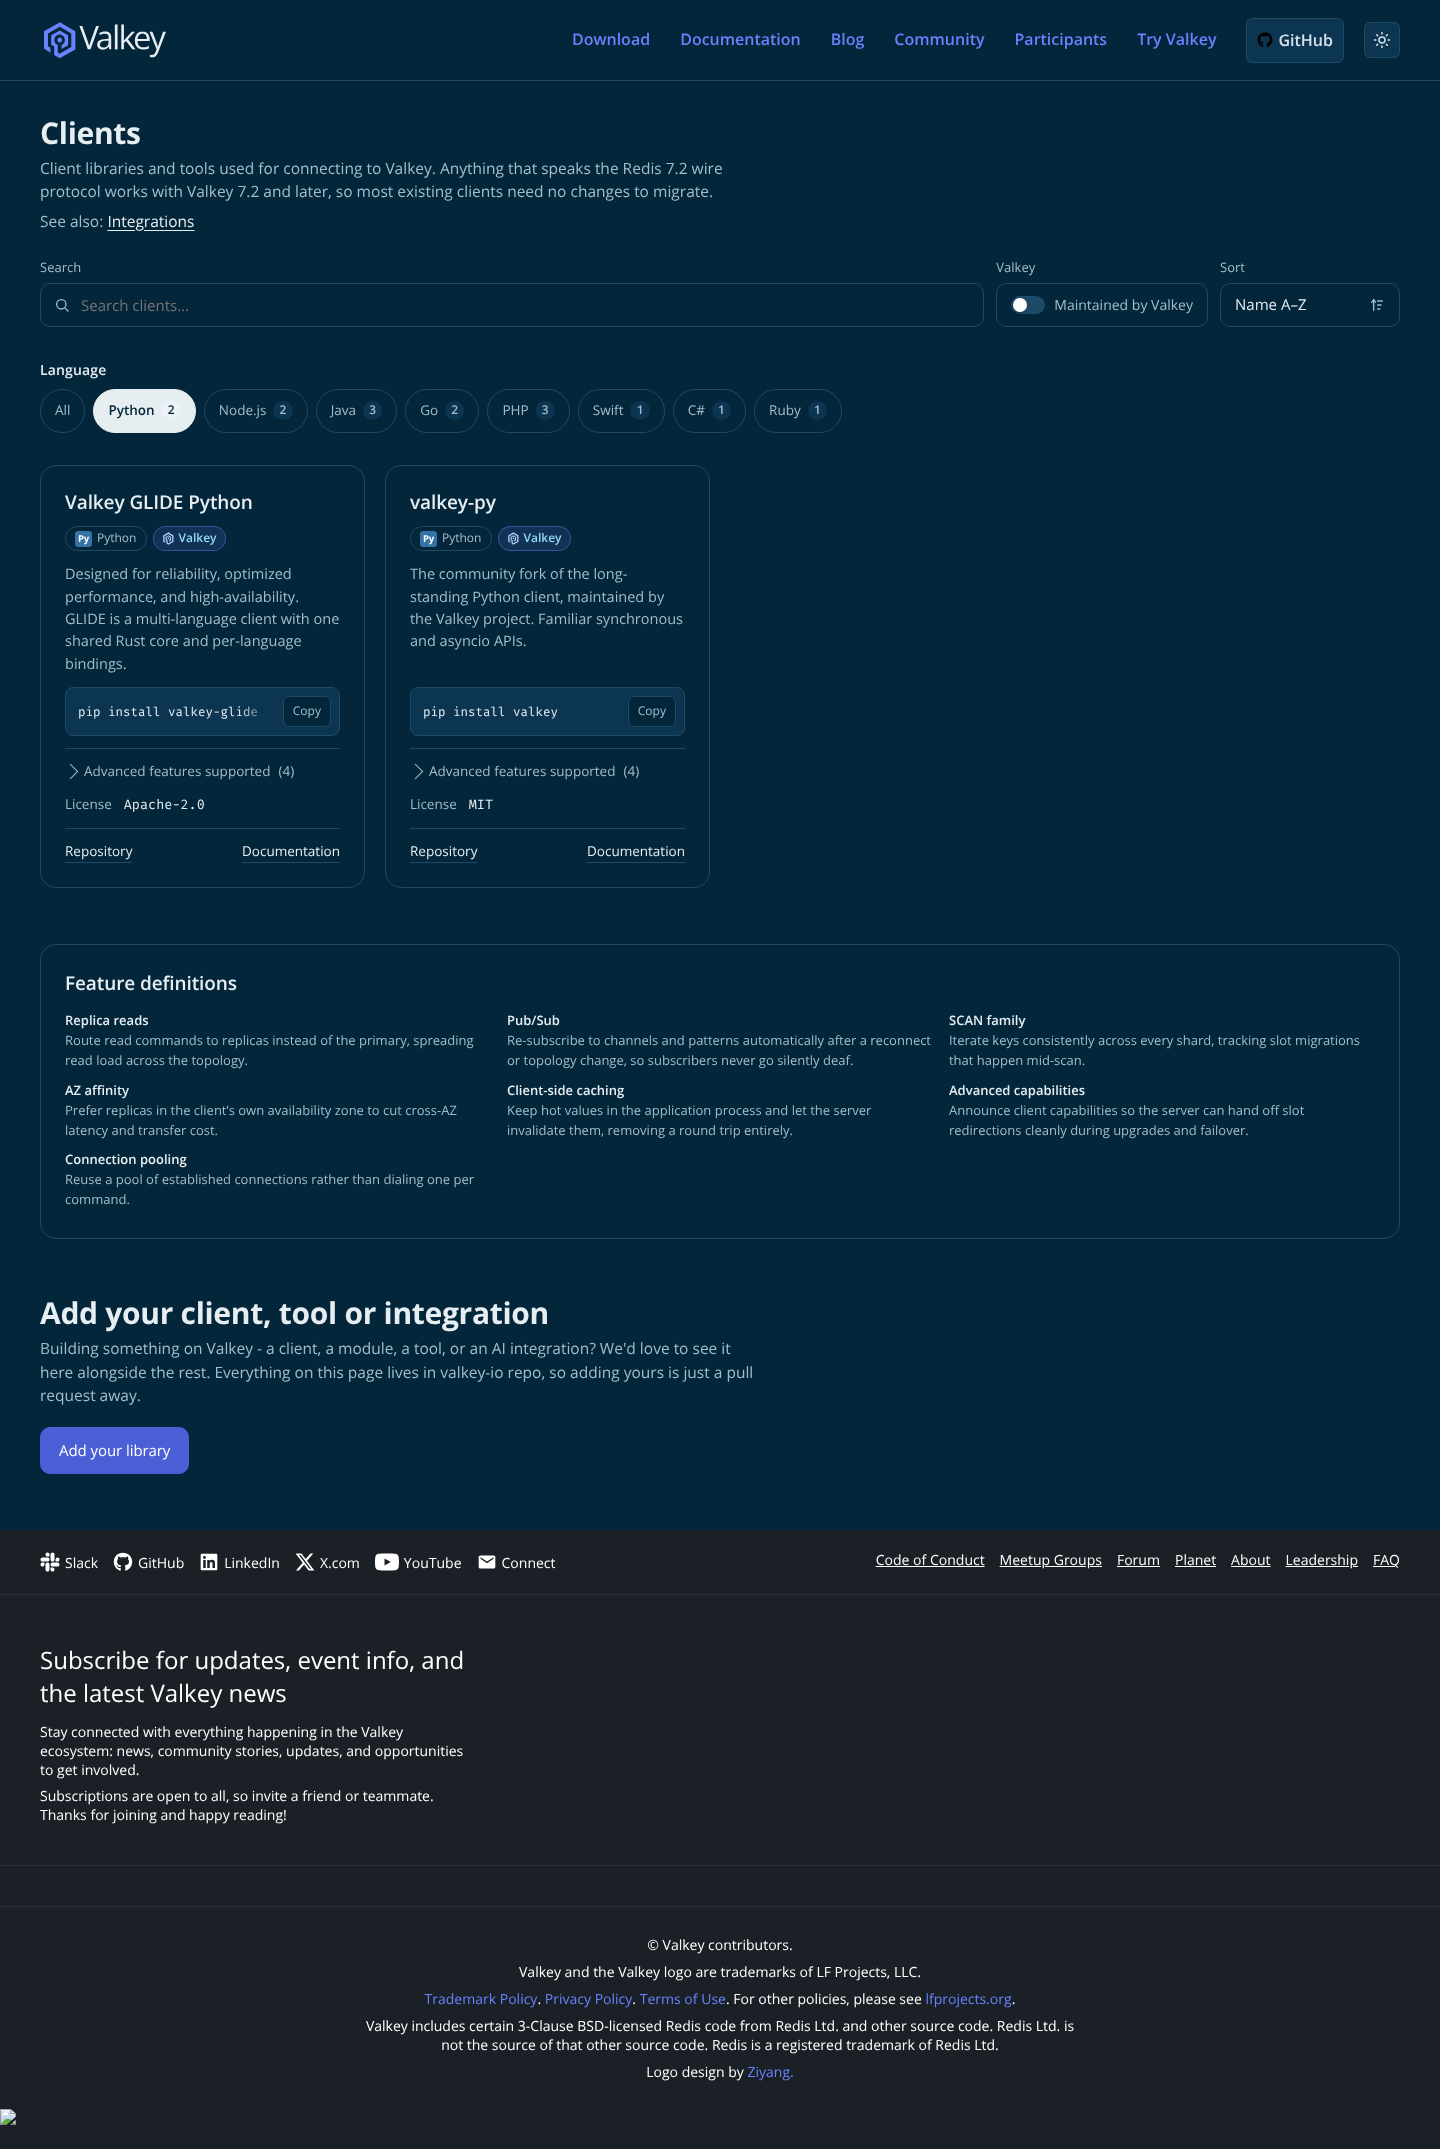 Valkey
Download Documentation Blog Community Participants Try Valkey GitHub
Clients
Client libraries and tools used for connecting to Valkey. Anything that speaks the Redis 7.2 wire
protocol works with Valkey 7.2 and later, so most existing clients need no changes to migrate.
See also: Integrations
Search
Search clients...
Valkey
Maintained by Valkey
Sort
Name A–Z
Language
All Python 2 Node.js 2 Java 3 Go 2 PHP 3 Swift 1 C# 1 Ruby 1
Valkey GLIDE Python
Py Python Valkey
Designed for reliability, optimized
performance, and high-availability.
GLIDE is a multi-language client with one
shared Rust core and per-language
bindings.
pip install valkey-glide Copy
Advanced features supported (4)
License Apache-2.0
Repository Documentation
valkey-py
Py Python Valkey
The community fork of the long-
standing Python client, maintained by
the Valkey project. Familiar synchronous
and asyncio APIs.
pip install valkey Copy
Advanced features supported (4)
License MIT
Repository Documentation
Feature definitions
Replica reads
Route read commands to replicas instead of the primary, spreading
read load across the topology.
Pub/Sub
Re-subscribe to channels and patterns automatically after a reconnect
or topology change, so subscribers never go silently deaf.
SCAN family
Iterate keys consistently across every shard, tracking slot migrations
that happen mid-scan.
AZ affinity
Prefer replicas in the client's own availability zone to cut cross-AZ
latency and transfer cost.
Client-side caching
Keep hot values in the application process and let the server
invalidate them, removing a round trip entirely.
Advanced capabilities
Announce client capabilities so the server can hand off slot
redirections cleanly during upgrades and failover.
Connection pooling
Reuse a pool of established connections rather than dialing one per
command.
Add your client, tool or integration
Building something on Valkey - a client, a module, a tool, or an AI integration? We'd love to see it
here alongside the rest. Everything on this page lives in valkey-io repo, so adding yours is just a pull
request away.
Add your library
Slack GitHub LinkedIn X.com YouTube Connect
Code of Conduct Meetup Groups Forum Planet About Leadership FAQ
Subscribe for updates, event info, and
the latest Valkey news
Stay connected with everything happening in the Valkey
ecosystem: news, community stories, updates, and opportunities
to get involved.
Subscriptions are open to all, so invite a friend or teammate.
Thanks for joining and happy reading!
© Valkey contributors.
Valkey and the Valkey logo are trademarks of LF Projects, LLC.
Trademark Policy. Privacy Policy. Terms of Use. For other policies, please see lfprojects.org.
Valkey includes certain 3-Clause BSD-licensed Redis code from Redis Ltd. and other source code. Redis Ltd. is
not the source of that other source code. Redis is a registered trademark of Redis Ltd.
Logo design by Ziyang.